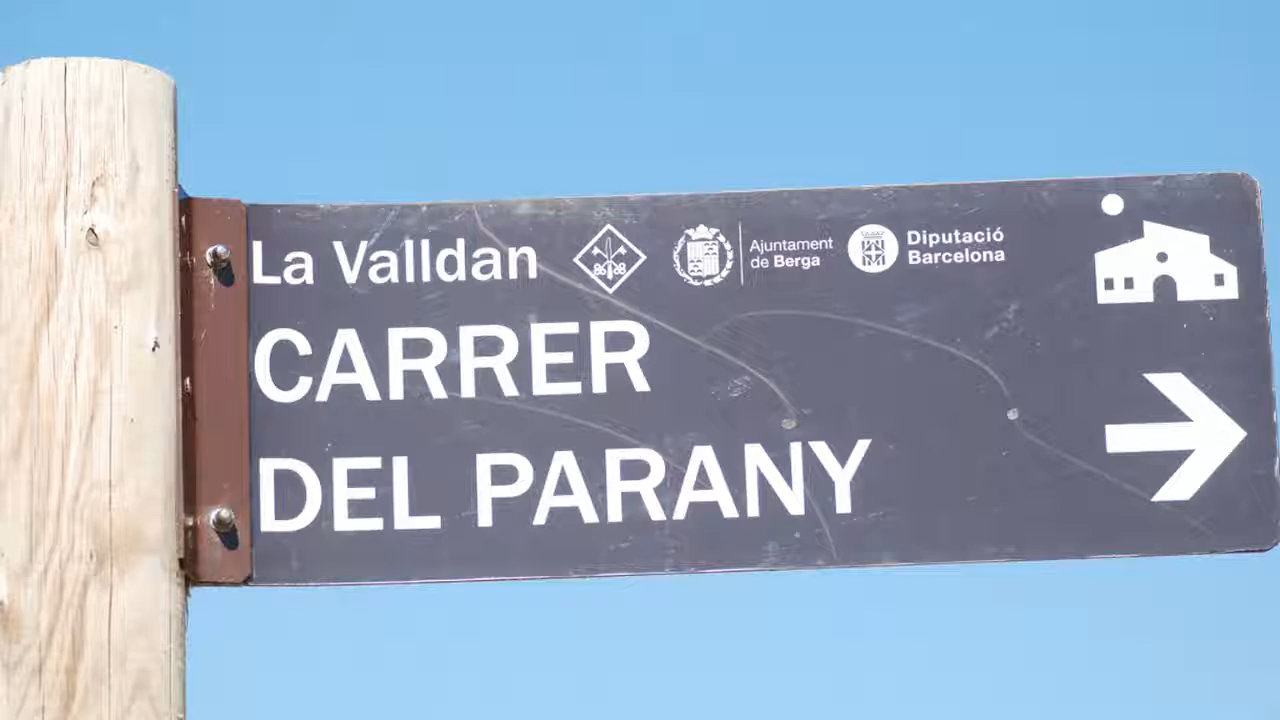 La Valldan
Ajuntament
de Berga
Diputació
Barcelona
CARRER
DEL PARANY